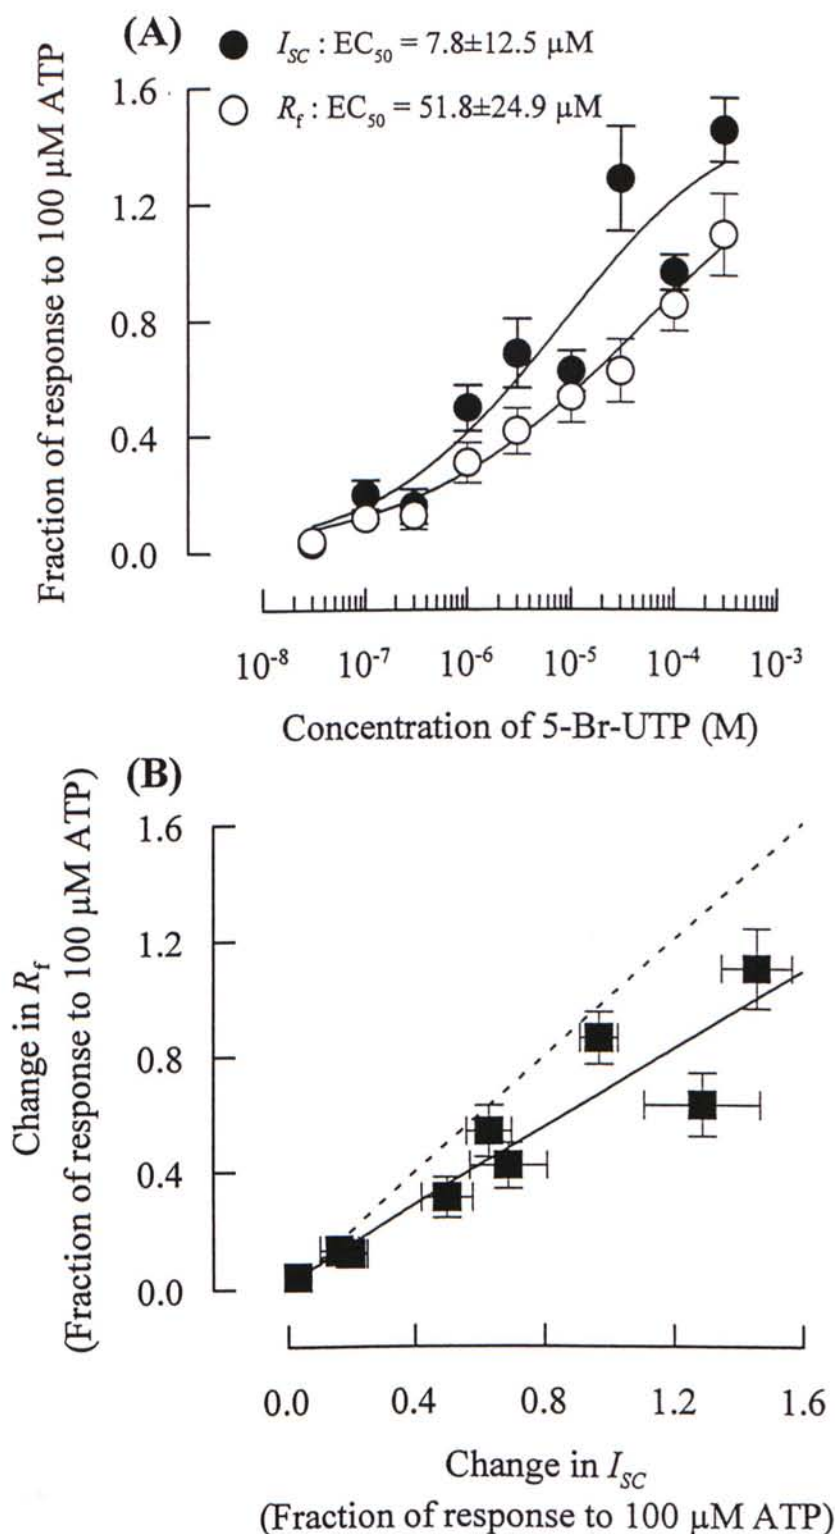 (A)
I_SC : EC₅₀ = 7.8±12.5 µM
R_f : EC₅₀ = 51.8±24.9 µM
Fraction of response to 100 µM ATP
1.6
1.2
0.8
0.4
0.0
10⁻⁸ 10⁻⁷ 10⁻⁶ 10⁻⁵ 10⁻⁴ 10⁻³
Concentration of 5-Br-UTP (M)
(B)
Change in R_f
(Fraction of response to 100 µM ATP)
1.6
1.2
0.8
0.4
0.0
0.0 0.4 0.8 1.2 1.6
Change in I_SC
(Fraction of response to 100 µM ATP)